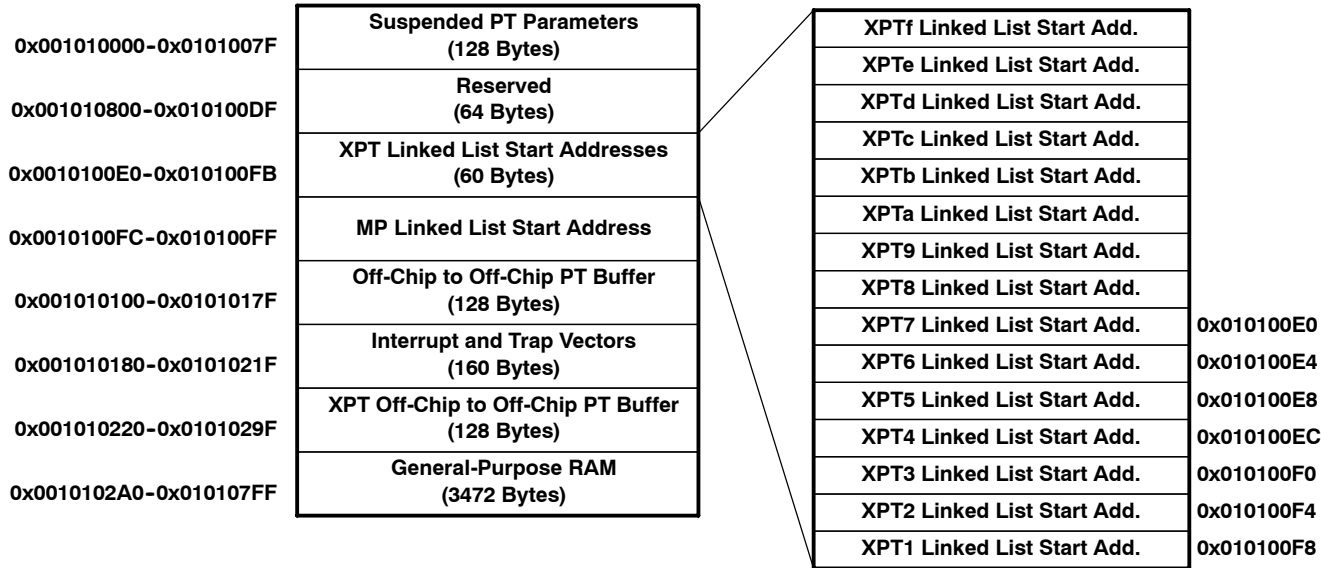 0x001010000-0x0101007F
Suspended PT Parameters
(128 Bytes)
0x001010800-0x010100DF
Reserved
(64 Bytes)
0x0010100E0-0x010100FB
XPT Linked List Start Addresses
(60 Bytes)
0x0010100FC-0x010100FF
MP Linked List Start Address
0x001010100-0x0101017F
Off-Chip to Off-Chip PT Buffer
(128 Bytes)
0x001010180-0x0101021F
Interrupt and Trap Vectors
(160 Bytes)
0x001010220-0x0101029F
XPT Off-Chip to Off-Chip PT Buffer
(128 Bytes)
0x0010102A0-0x010107FF
General-Purpose RAM
(3472 Bytes)
XPTf Linked List Start Add.
XPTe Linked List Start Add.
XPTd Linked List Start Add.
XPTc Linked List Start Add.
XPTb Linked List Start Add.
XPTa Linked List Start Add.
XPT9 Linked List Start Add.
XPT8 Linked List Start Add.
XPT7 Linked List Start Add. 0x010100E0
XPT6 Linked List Start Add. 0x010100E4
XPT5 Linked List Start Add. 0x010100E8
XPT4 Linked List Start Add. 0x010100EC
XPT3 Linked List Start Add. 0x010100F0
XPT2 Linked List Start Add. 0x010100F4
XPT1 Linked List Start Add. 0x010100F8